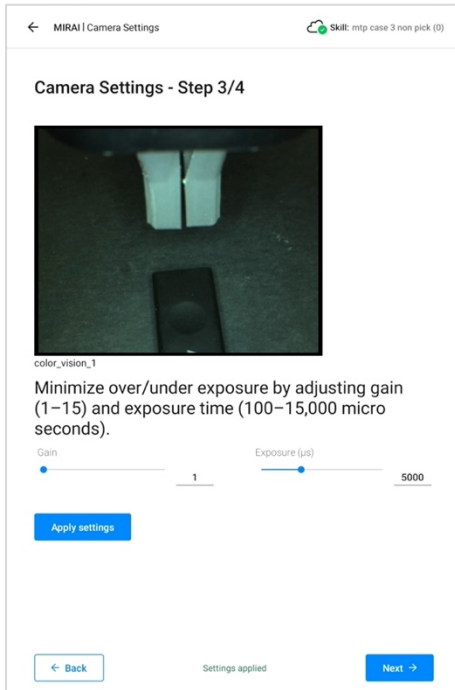 ← MIRAI | Camera Settings
Skill: mtp case 3 non pick (0)
Camera Settings - Step 3/4
color_vision_1
Minimize over/under exposure by adjusting gain
(1–15) and exposure time (100–15,000 micro
seconds).
Gain
1
Exposure (μs)
5000
Apply settings
← Back
Settings applied
Next →